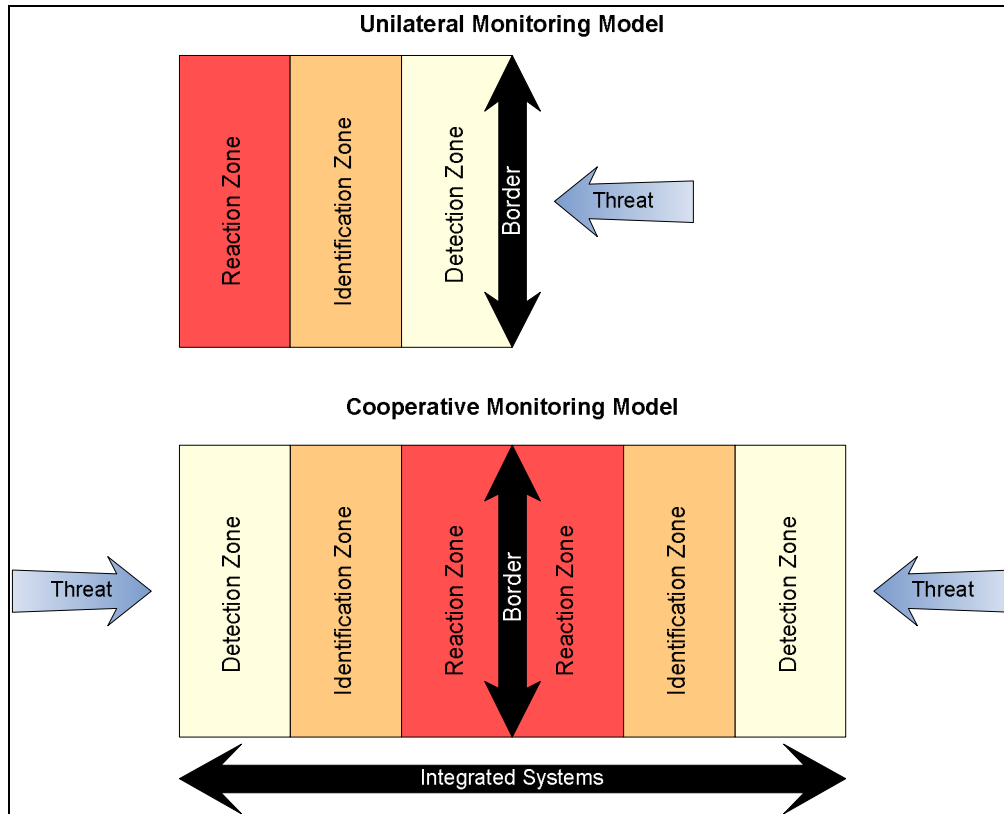 Unilateral Monitoring Model
Reaction Zone
Identification Zone
Detection Zone
Border
Threat
Cooperative Monitoring Model
Threat
Detection Zone
Identification Zone
Reaction Zone
Border
Reaction Zone
Identification Zone
Detection Zone
Threat
Integrated Systems